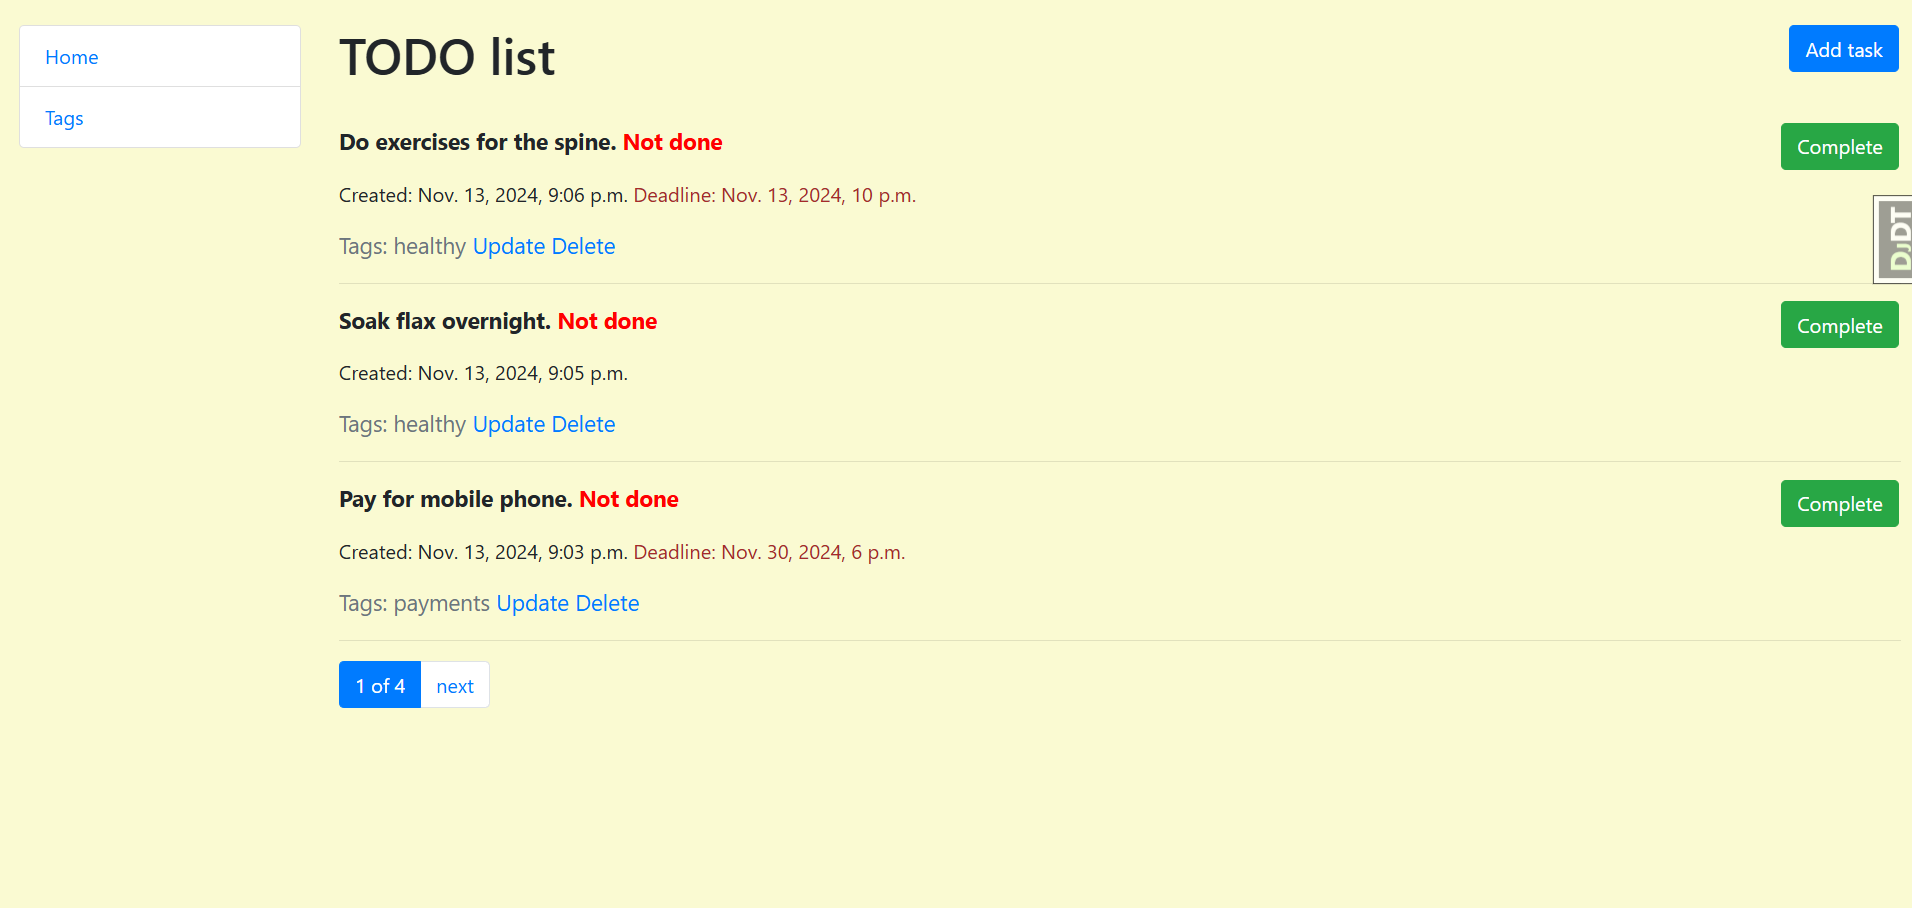 Home
Tags
TODO list
Add task
Do exercises for the spine. Not done
Complete
Created: Nov. 13, 2024, 9:06 p.m. Deadline: Nov. 13, 2024, 10 p.m.
Tags: healthy Update Delete
DjDT
Soak flax overnight. Not done
Complete
Created: Nov. 13, 2024, 9:05 p.m.
Tags: healthy Update Delete
Pay for mobile phone. Not done
Complete
Created: Nov. 13, 2024, 9:03 p.m. Deadline: Nov. 30, 2024, 6 p.m.
Tags: payments Update Delete
1 of 4 next